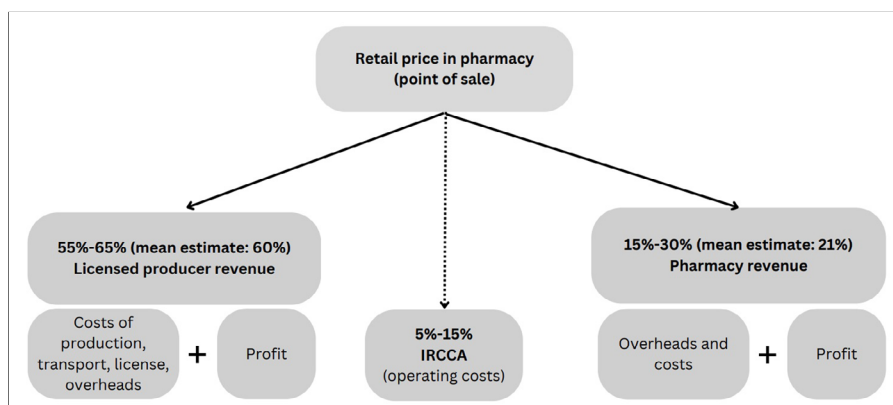 Retail price in pharmacy
(point of sale)
55%-65% (mean estimate: 60%)
Licensed producer revenue
15%-30% (mean estimate: 21%)
Pharmacy revenue
Costs of
production,
transport, license,
overheads
+
Profit
5%-15%
IRCCA
(operating costs)
Overheads and
costs
+
Profit